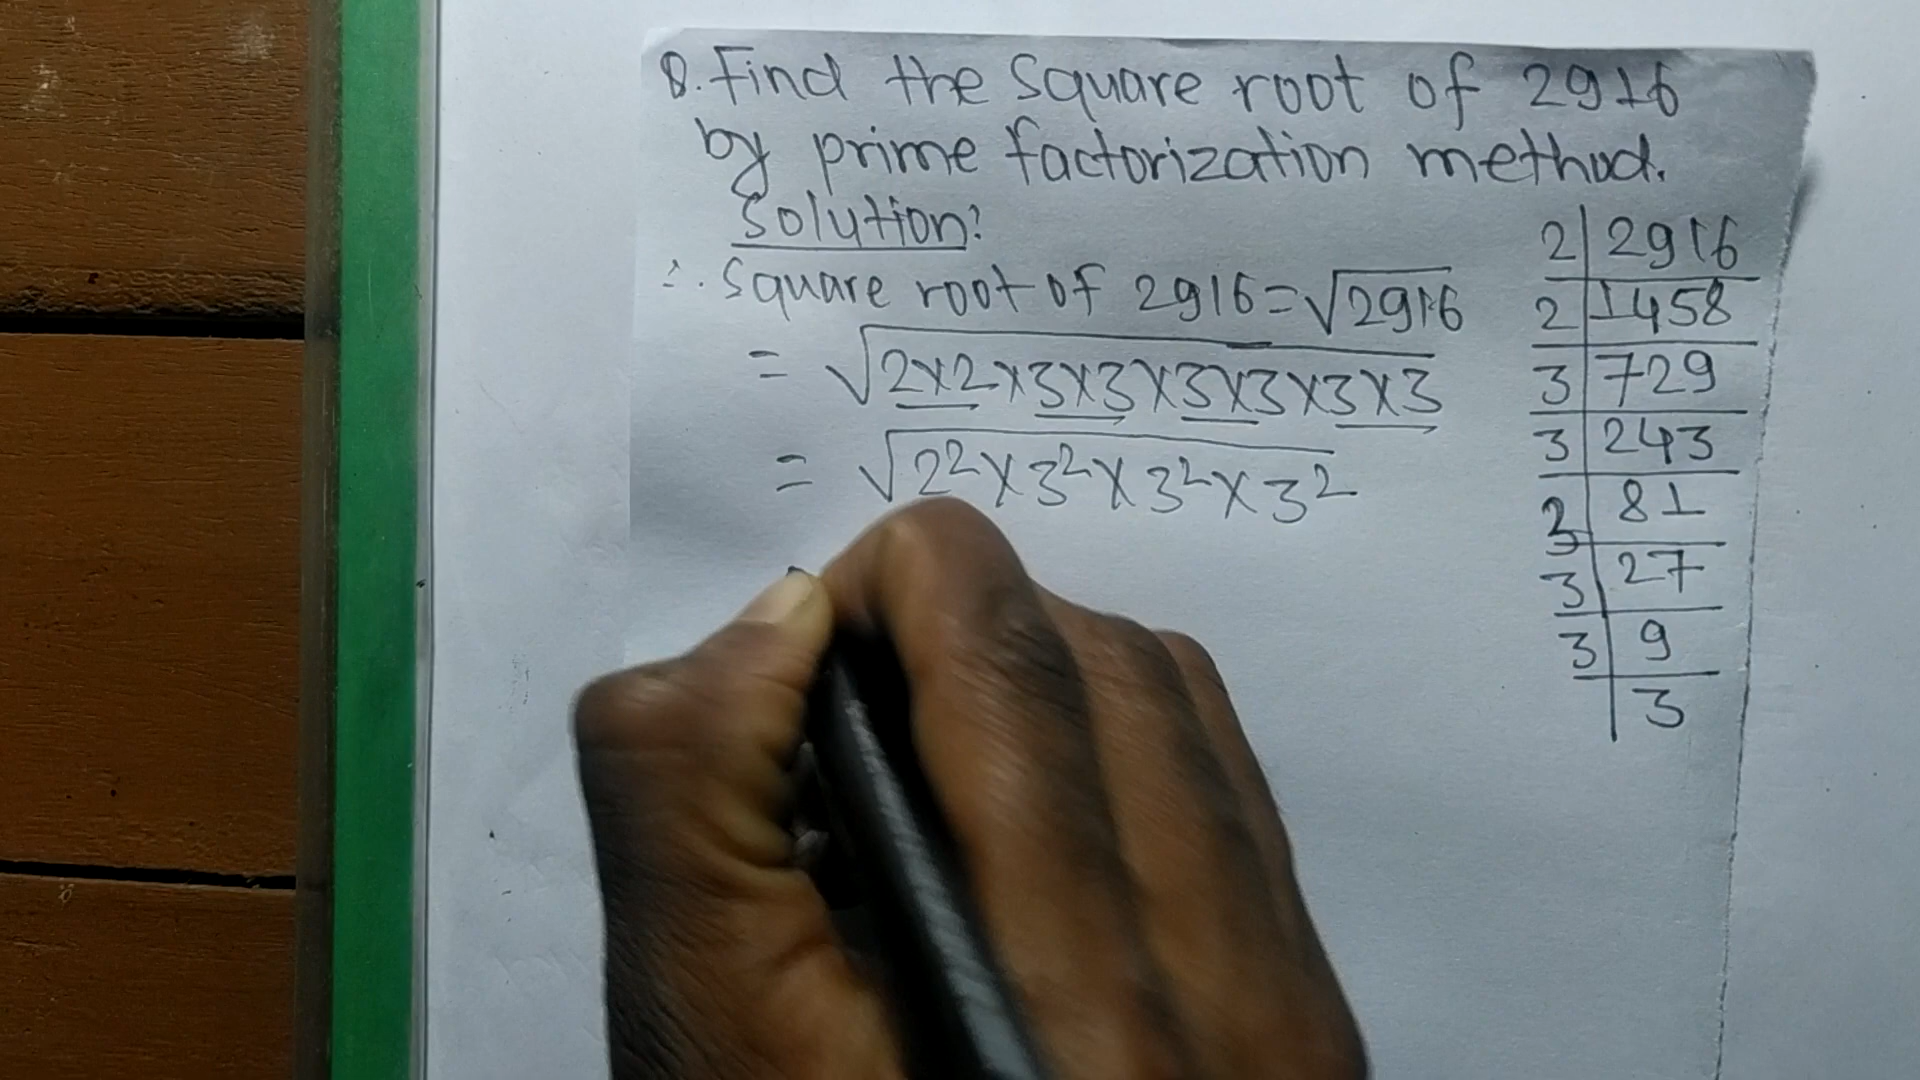 Q. Find the square root of 2916
by prime factorization method.
Solution:
∴ Square root of 2916 = √2916
= √2×2×3×3×3×3×3×3
= √2²×3²×3²×3²
2 | 2916
2 | 1458
3 | 729
3 | 243
3 | 81
3 | 27
3 | 9
| 3